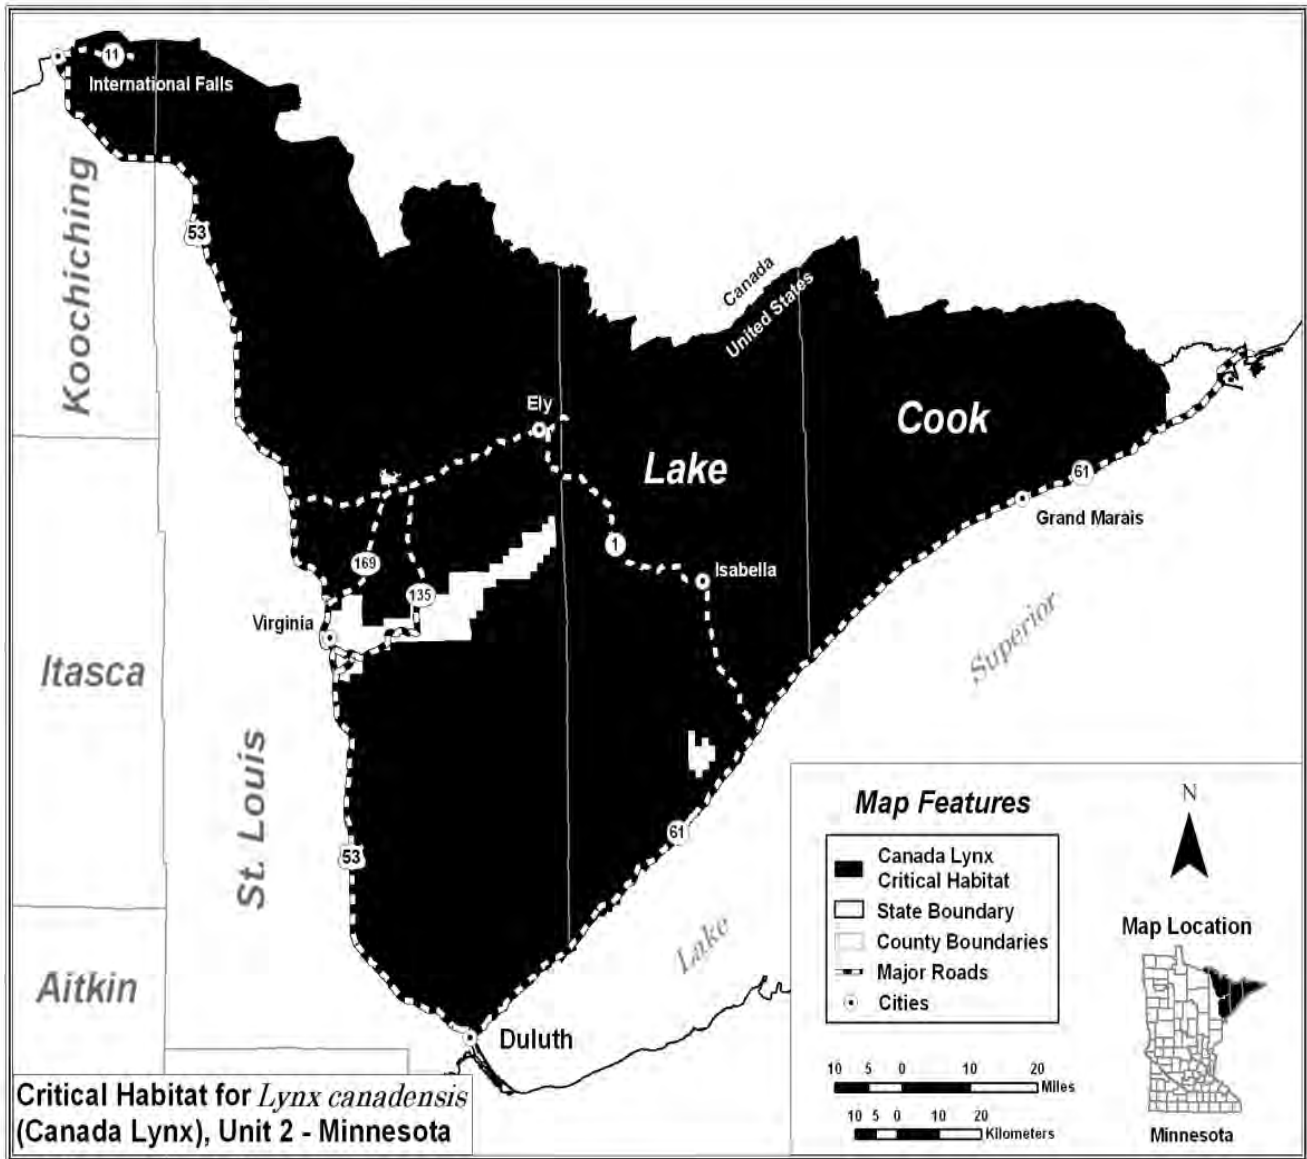 11
International Falls
Koochiching
53
Canada
United States
Ely
Cook
Lake
61
Grand Marais
1
169
Isabella
135
Virginia
Superior
Itasca
St. Louis
61
53
Lake
Aitkin
Duluth
Map Features
Canada Lynx
Critical Habitat
State Boundary
County Boundaries
Major Roads
Cities
10 5 0 10 20
Miles
10 5 0 10 20
Kilometers
N
Map Location
Minnesota
Critical Habitat for Lynx canadensis
(Canada Lynx), Unit 2 - Minnesota